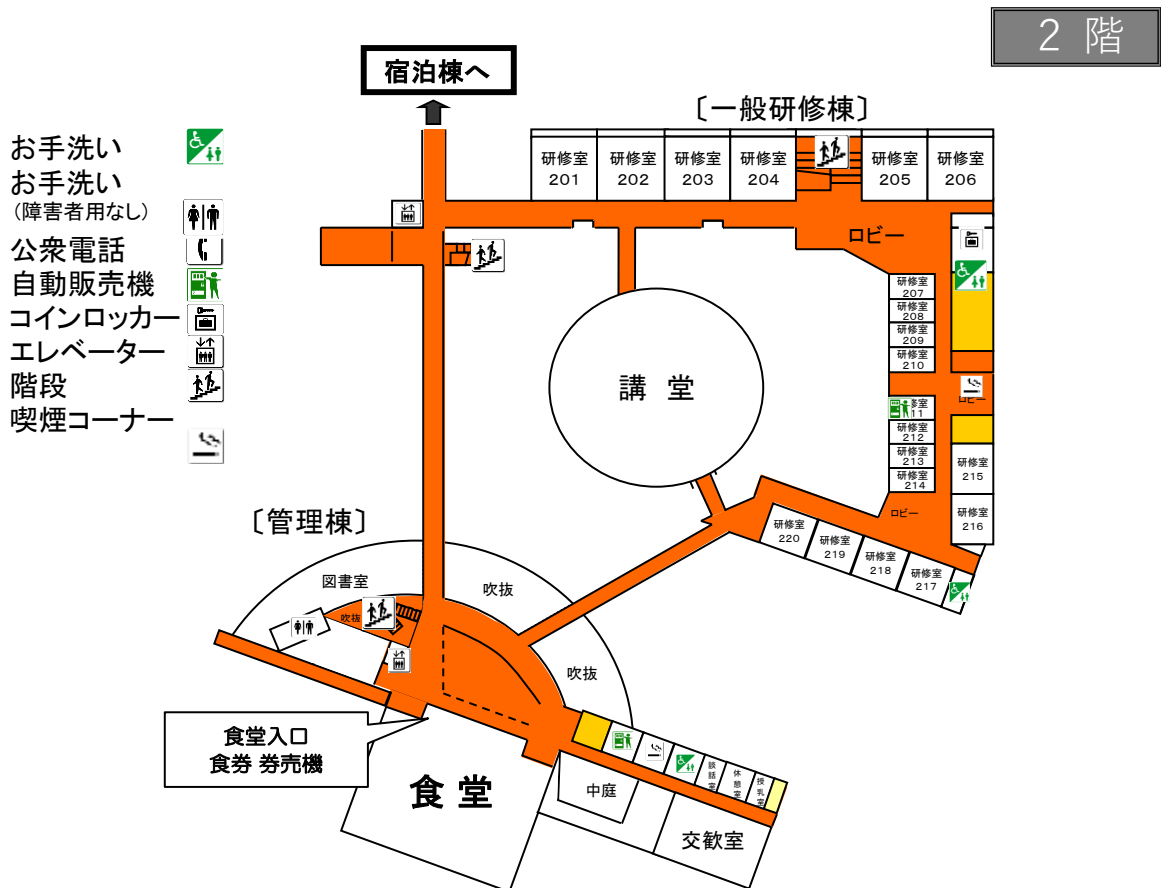 2 階
宿泊棟へ
〔一般研修棟〕
お手洗い
お手洗い
(障害者用なし)
公衆電話
自動販売機
コインロッカー
エレベーター
階段
喫煙コーナー
研修室
201
研修室
202
研修室
203
研修室
204
研修室
205
研修室
206
ロビー
研修室
207
研修室
208
研修室
209
研修室
210
修室
11
研修室
212
研修室
213
研修室
214
ロビー
研修室
215
研修室
216
ロビー
講 堂
研修室
220
研修室
219
研修室
218
研修室
217
〔管理棟〕
図書室
吹抜
吹抜
吹抜
食堂入口
食券 券売機
食 堂
中庭
談話室
休憩室
授乳室
交歓室